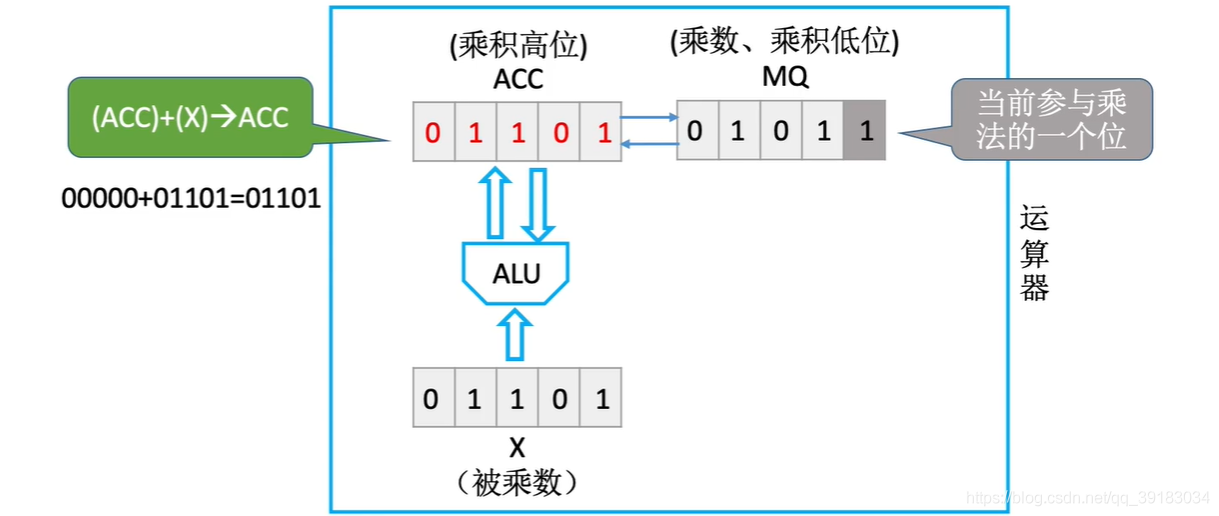 (乘积高位)
ACC
(乘数、乘积低位)
MQ
(ACC)+(X)→ACC
0 1 1 0 1
0 1 0 1 1
当前参与乘
法的一个位
00000+01101=01101
运
算
器
ALU
0 1 1 0 1
X
（被乘数）
https://blog.csdn.net/qq_39183034